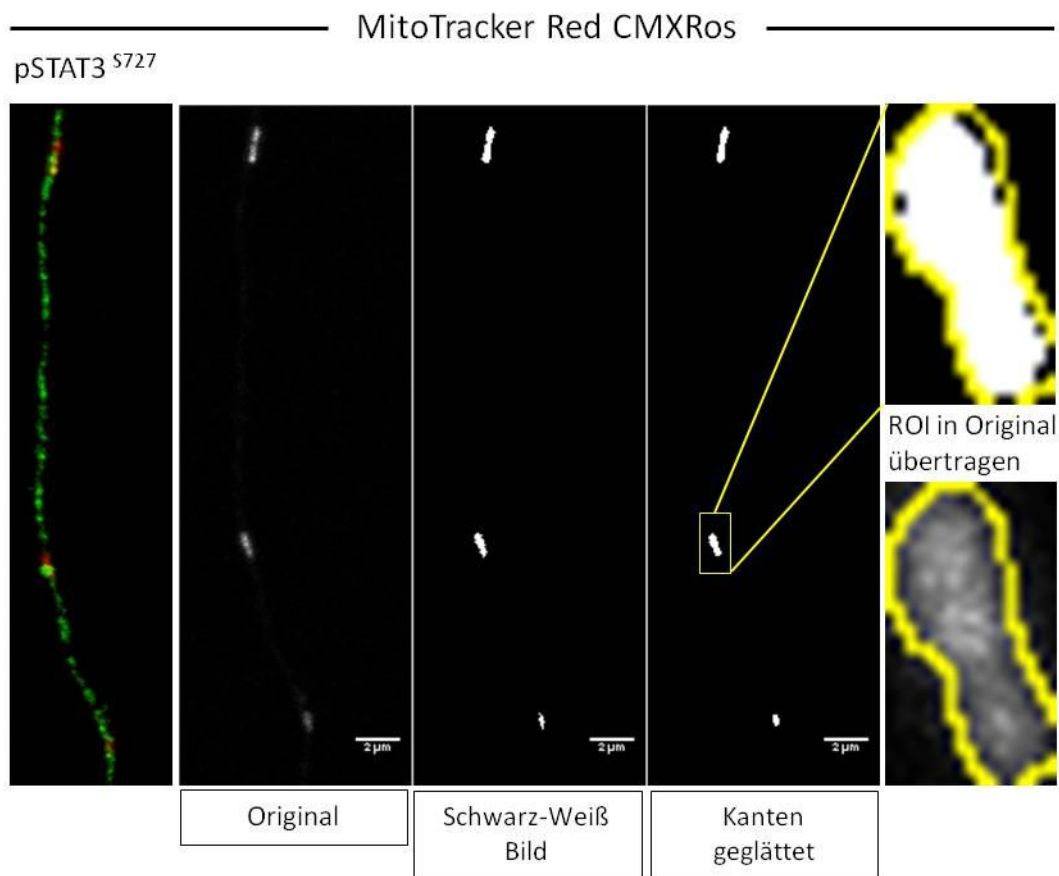 MitoTracker Red CMXRos
pSTAT3 S727
ROI in Original
übertragen
2 µm
2 µm
2 µm
Original
Schwarz-Weiß
Bild
Kanten
geglättet